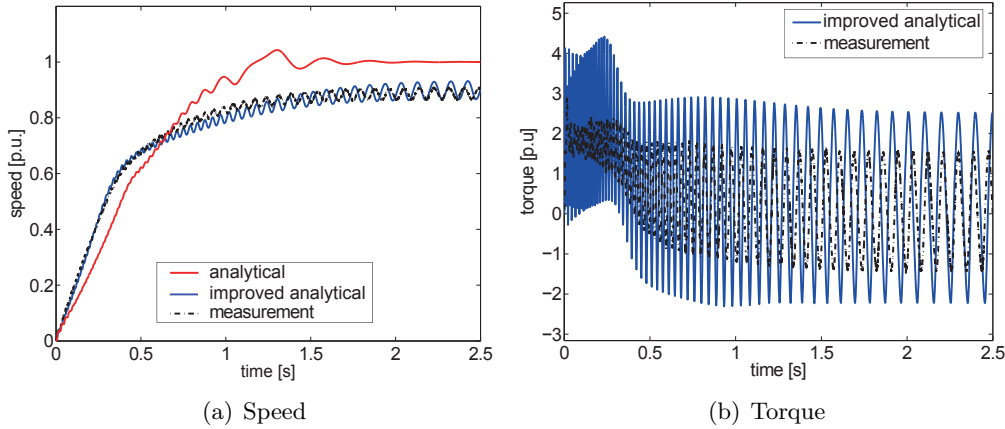 1
0.8
0.6
0.4
0.2
0
speed [p.u.]
analytical
improved analytical
measurement
0
0.5
1
1.5
2
2.5
time [s]
(a) Speed
5
4
3
2
1
0
−1
−2
−3
torque [p.u]
improved analytical
measurement
0
0.5
1
1.5
2
2.5
time [s]
(b) Torque